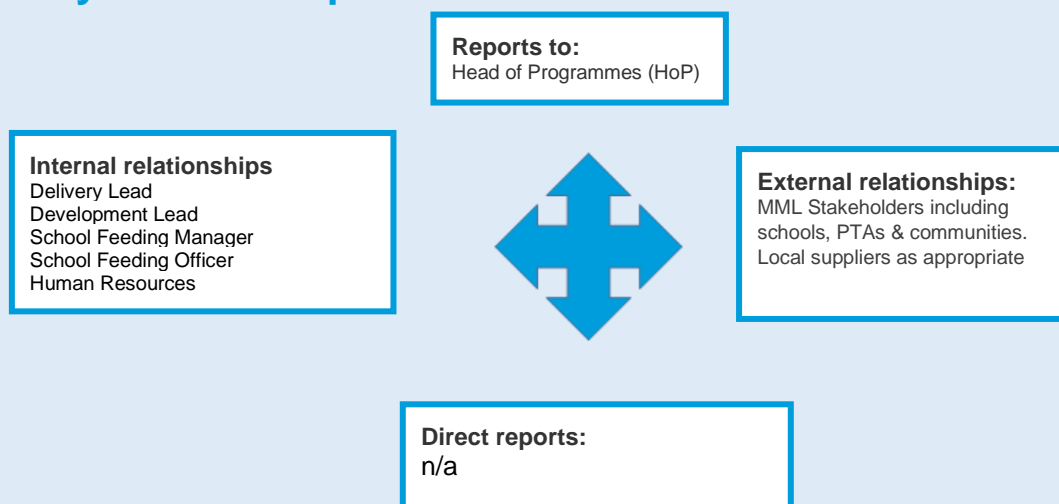 Reports to:
Head of Programmes (HoP)
Internal relationships
Delivery Lead
Development Lead
School Feeding Manager
School Feeding Officer
Human Resources
External relationships:
MML Stakeholders including
schools, PTAs & communities.
Local suppliers as appropriate
Direct reports:
n/a